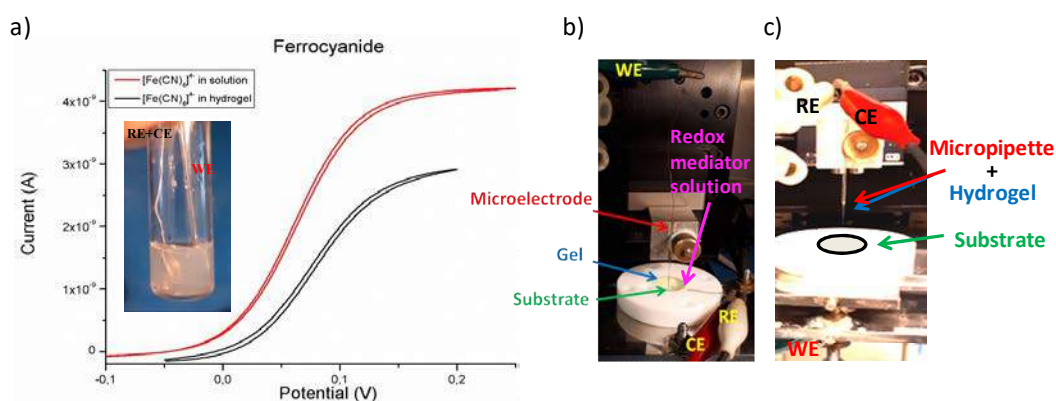 a)
Ferrocyanide
[Fe(CN)₆]⁴⁻ in solution
[Fe(CN)₆]⁴⁻ in hydrogel
RE+CE
WE
4x10⁻⁹
3x10⁻⁹
2x10⁻⁹
1x10⁻⁹
0
Current (A)
-0,1
0,0
0,1
0,2
Potential (V)
b)
WE
Redox
mediator
solution
Microelectrode
Gel
Substrate
RE
CE
c)
RE
CE
Micropipette
+
Hydrogel
Substrate
WE